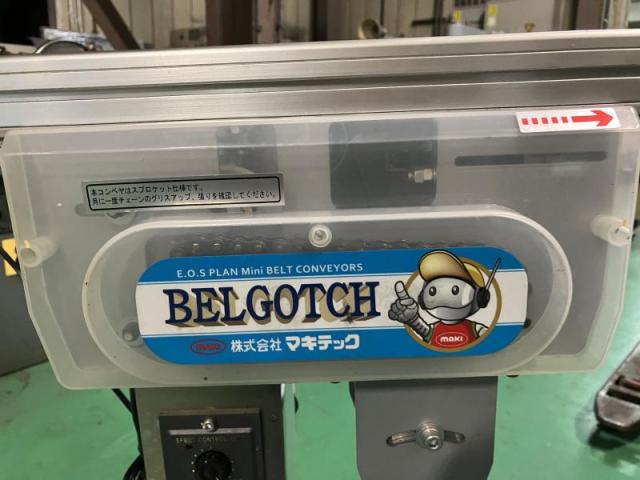 本コンベヤはスプロケット仕様です。
月に一度チェーンのグリスアップ、張りを確認してください。
E.O.S PLAN Mini BELT CONVEYORS
BELGOTCH
MAKI
MAKI 株式会社 マキテック
SPEED CONTROL